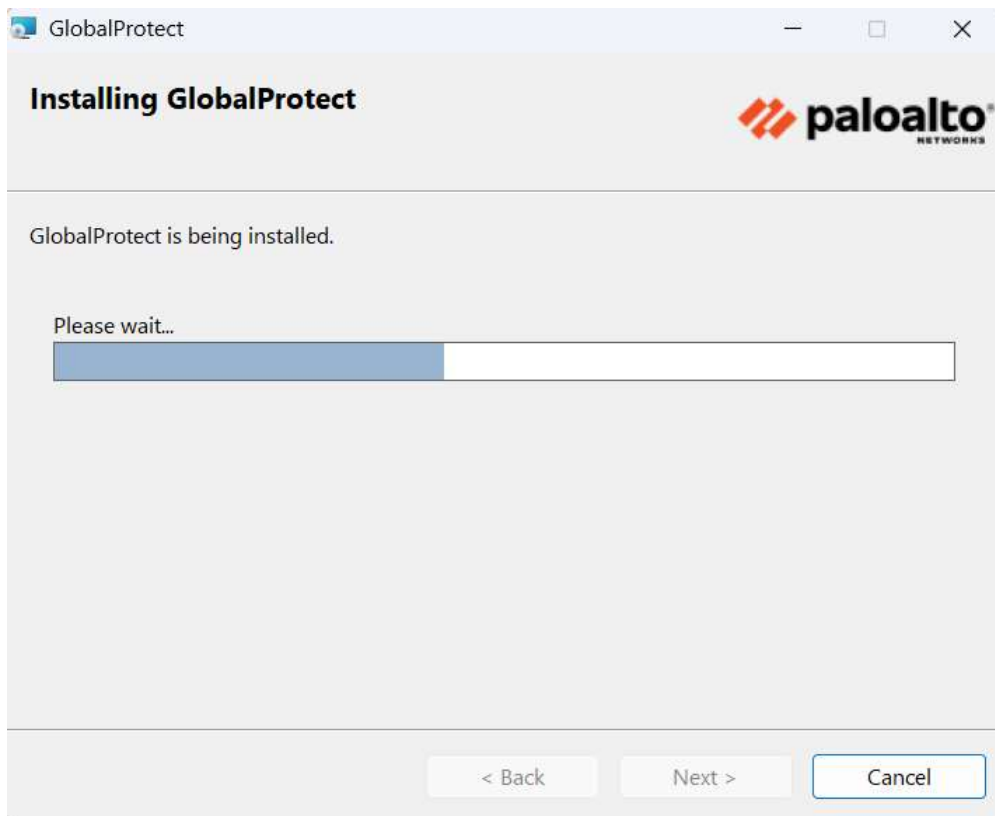 GlobalProtect
Installing GlobalProtect
paloalto®
NETWORKS
GlobalProtect is being installed.
Please wait...
< Back
Next >
Cancel